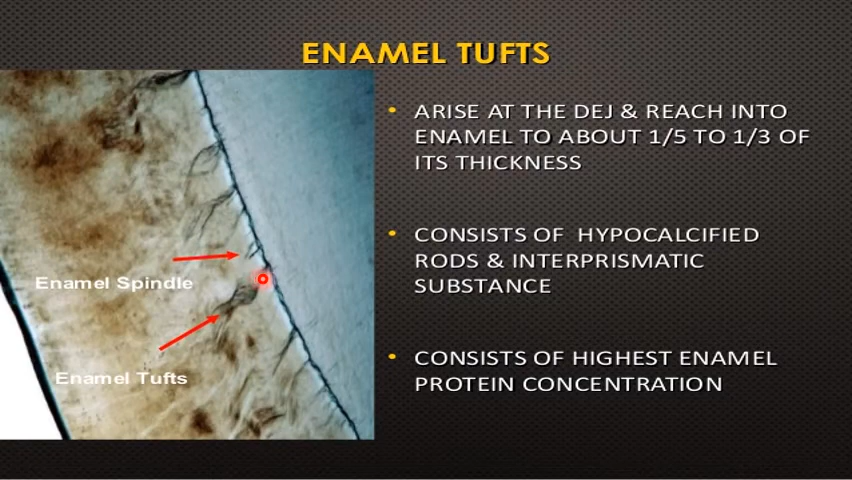 ENAMEL TUFTS
• ARISE AT THE DEJ & REACH INTO
ENAMEL TO ABOUT 1/5 TO 1/3 OF
ITS THICKNESS
• CONSISTS OF HYPOCALCIFIED
RODS & INTERPRISMATIC
SUBSTANCE
• CONSISTS OF HIGHEST ENAMEL
PROTEIN CONCENTRATION
Enamel Spindle
Enamel Tufts